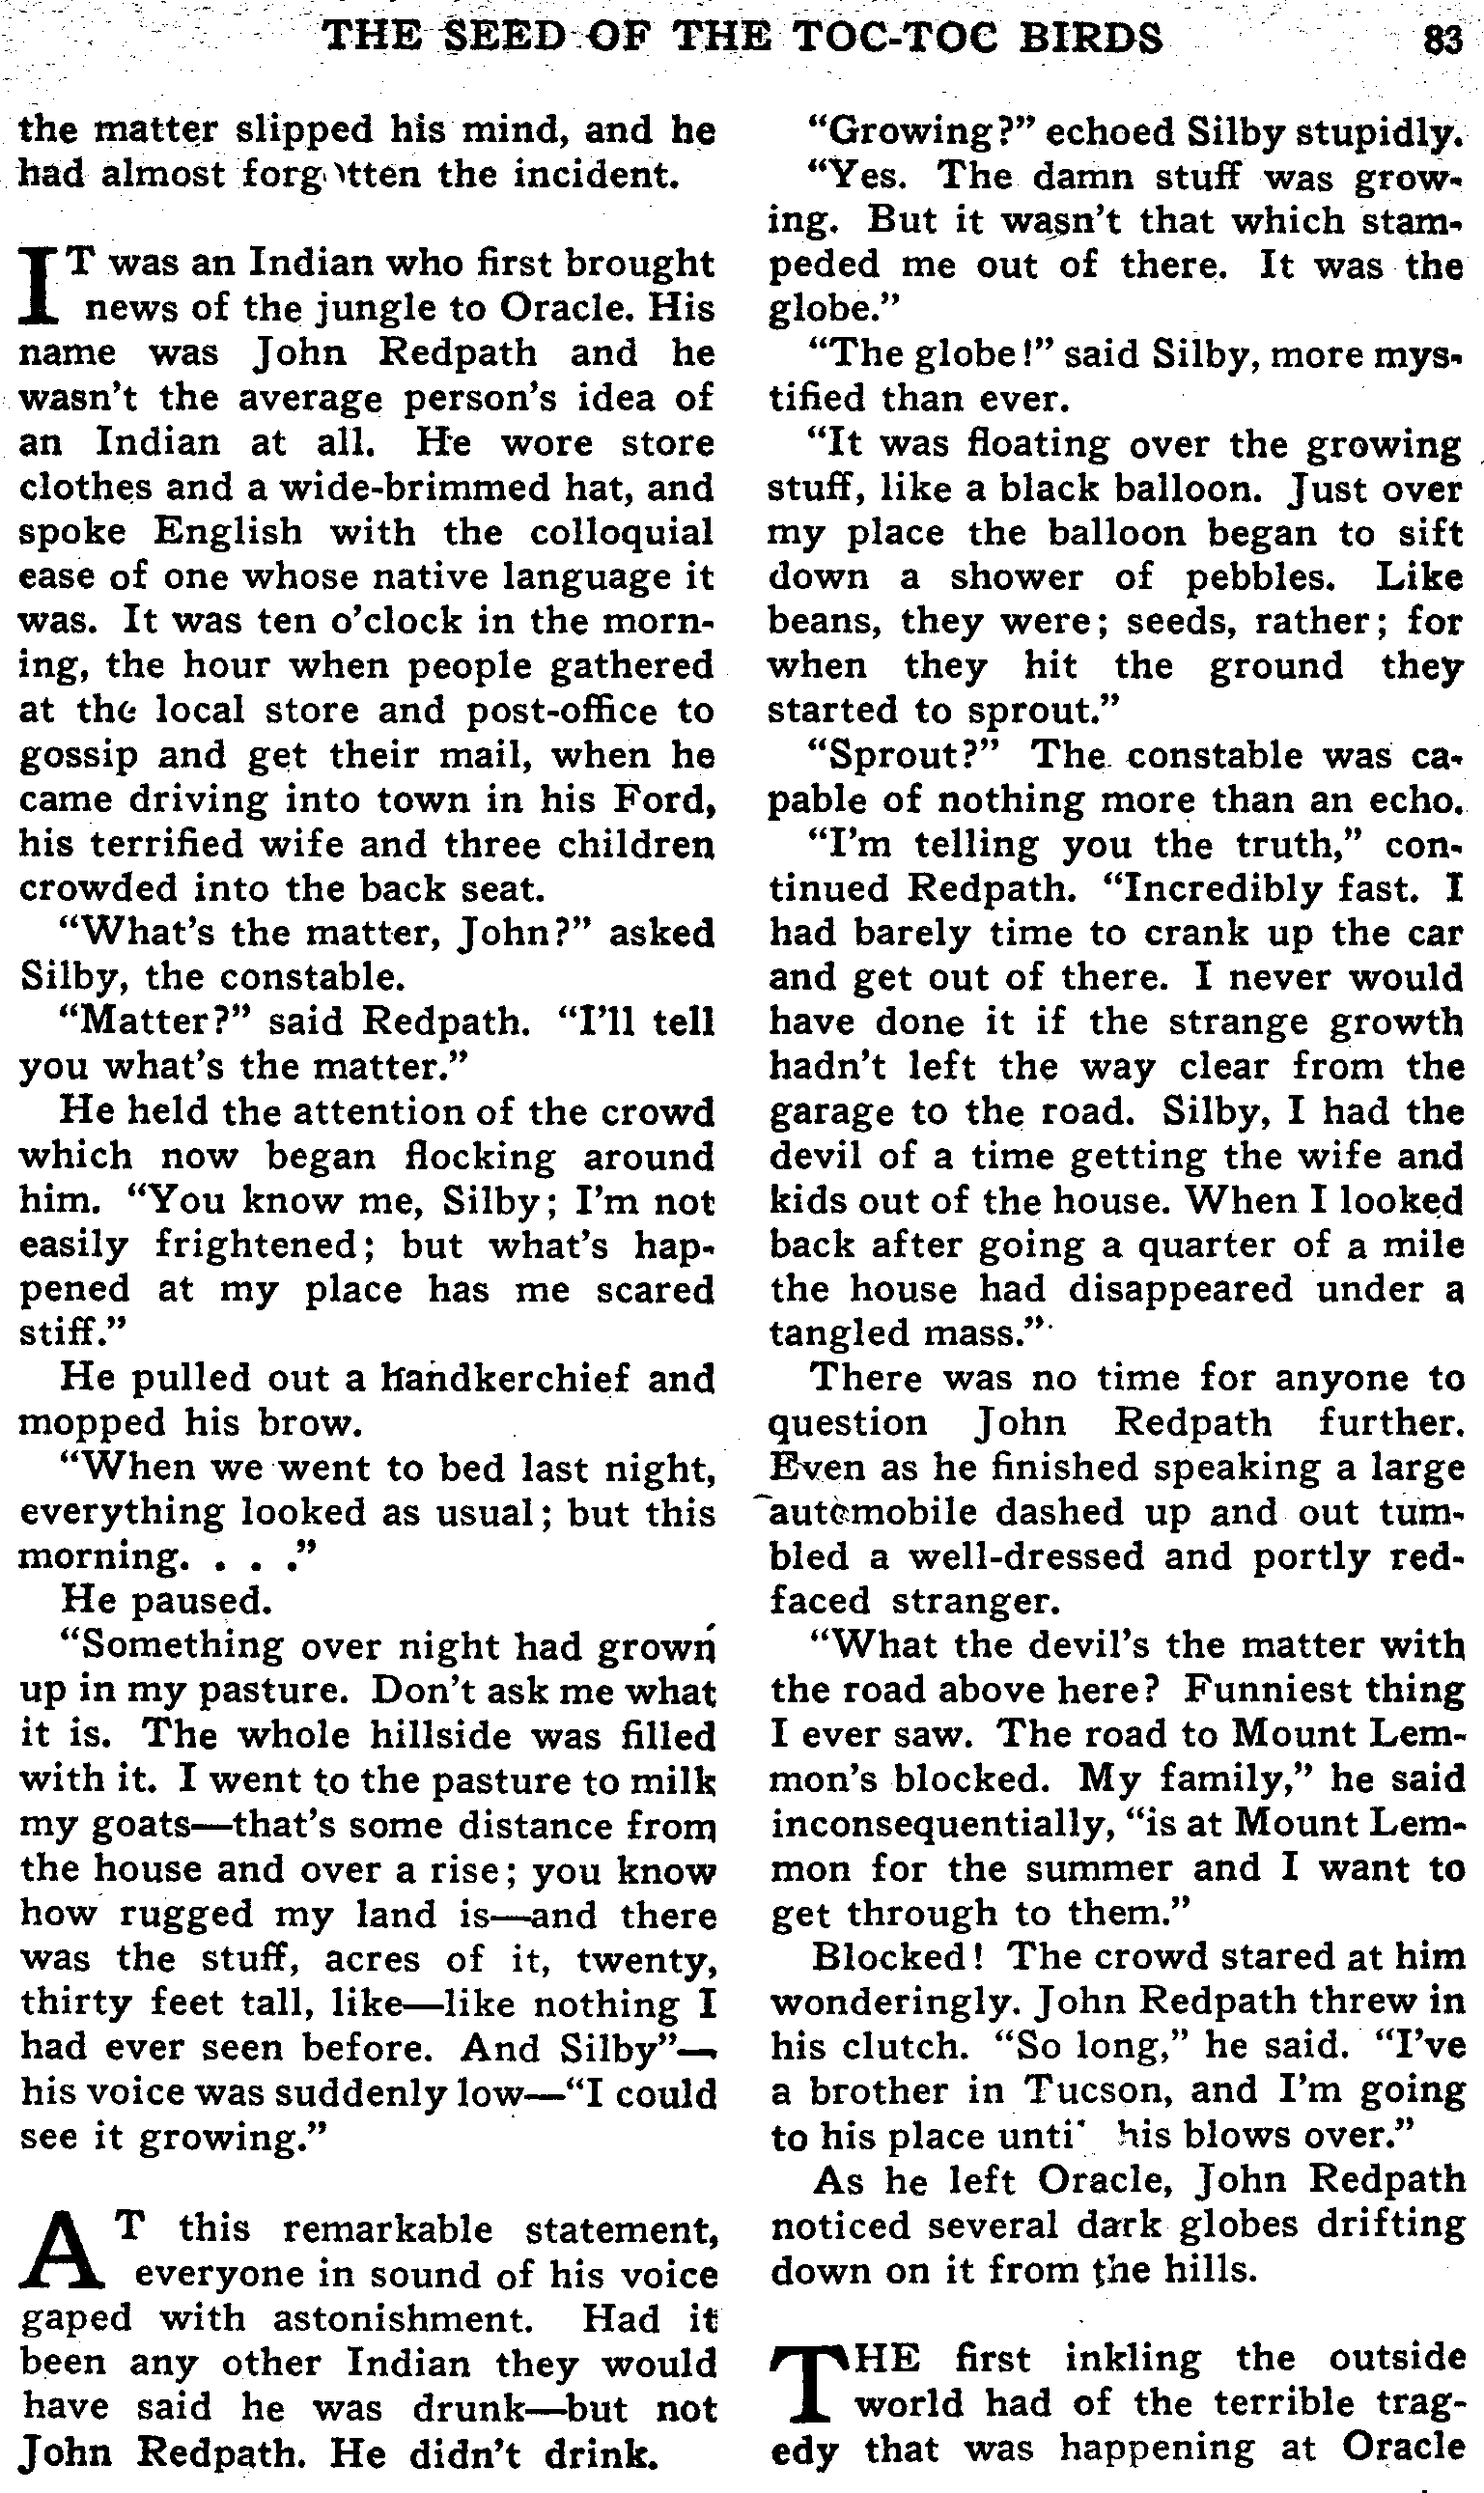 THE SEED OF THE TOC-TOC BIRDS 83
the matter slipped his mind, and he
had almost forgotten the incident.
IT was an Indian who first brought
news of the jungle to Oracle. His
name was John Redpath and he
wasn't the average person's idea of
an Indian at all. He wore store
clothes and a wide-brimmed hat, and
spoke English with the colloquial
ease of one whose native language it
was. It was ten o'clock in the morn-
ing, the hour when people gathered
at the local store and post-office to
gossip and get their mail, when he
came driving into town in his Ford,
his terrified wife and three children
crowded into the back seat.
"What's the matter, John?" asked
Silby, the constable.
"Matter?" said Redpath. "I'll tell
you what's the matter."
He held the attention of the crowd
which now began flocking around
him. "You know me, Silby; I'm not
easily frightened; but what's hap-
pened at my place has me scared
stiff."
He pulled out a handkerchief and
mopped his brow.
"When we went to bed last night,
everything looked as usual; but this
morning. . . ."
He paused.
"Something over night had grown
up in my pasture. Don't ask me what
it is. The whole hillside was filled
with it. I went to the pasture to milk
my goats—that's some distance from
the house and over a rise; you know
how rugged my land is—and there
was the stuff, acres of it, twenty,
thirty feet tall, like—like nothing I
had ever seen before. And Silby"—
his voice was suddenly low—"I could
see it growing."
AT this remarkable statement,
everyone in sound of his voice
gaped with astonishment. Had it
been any other Indian they would
have said he was drunk—but not
John Redpath. He didn't drink.
"Growing?" echoed Silby stupidly.
"Yes. The damn stuff was grow-
ing. But it wasn't that which stam-
peded me out of there. It was the
globe."
"The globe!" said Silby, more mys-
tified than ever.
"It was floating over the growing
stuff, like a black balloon. Just over
my place the balloon began to sift
down a shower of pebbles. Like
beans, they were; seeds, rather; for
when they hit the ground they
started to sprout."
"Sprout?" The constable was ca-
pable of nothing more than an echo.
"I'm telling you the truth," con-
tinued Redpath. "Incredibly fast. I
had barely time to crank up the car
and get out of there. I never would
have done it if the strange growth
hadn't left the way clear from the
garage to the road. Silby, I had the
devil of a time getting the wife and
kids out of the house. When I looked
back after going a quarter of a mile
the house had disappeared under a
tangled mass."
There was no time for anyone to
question John Redpath further.
Even as he finished speaking a large
automobile dashed up and out tum-
bled a well-dressed and portly red-
faced stranger.
"What the devil's the matter with
the road above here? Funniest thing
I ever saw. The road to Mount Lem-
mon's blocked. My family," he said
inconsequentially, "is at Mount Lem-
mon for the summer and I want to
get through to them."
Blocked! The crowd stared at him
wonderingly. John Redpath threw in
his clutch. "So long," he said. "I've
a brother in Tucson, and I'm going
to his place until this blows over."
As he left Oracle, John Redpath
noticed several dark globes drifting
down on it from the hills.
THE first inkling the outside
world had of the terrible trag-
edy that was happening at Oracle